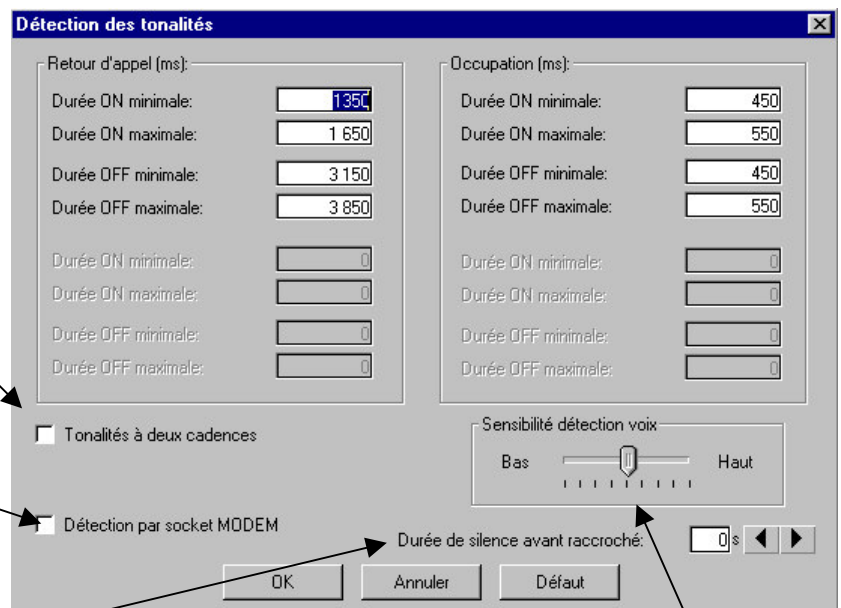 Détection des tonalités
Retour d'appel (ms):
Durée ON minimale: 1350
Durée ON maximale: 1 650
Durée OFF minimale: 3 150
Durée OFF maximale: 3 850
Durée ON minimale: 0
Durée ON maximale: 0
Durée OFF minimale: 0
Durée OFF maximale: 0
Occupation (ms):
Durée ON minimale: 450
Durée ON maximale: 550
Durée OFF minimale: 450
Durée OFF maximale: 550
Durée ON minimale: 0
Durée ON maximale: 0
Durée OFF minimale: 0
Durée OFF maximale: 0
Tonalités à deux cadences
Sensibilité détection voix
Bas Haut
Détection par socket MODEM
Durée de silence avant raccroché: 0 s
OK Annuler Défaut